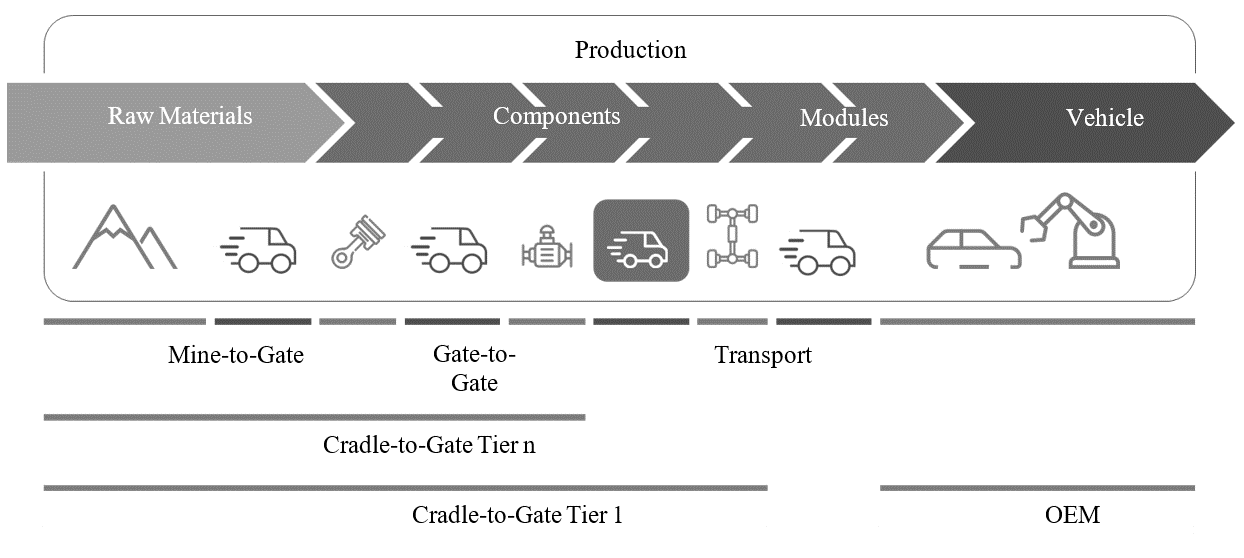 Production
Raw Materials
Components
Modules
Vehicle
Mine-to-Gate
Gate-to-
Gate
Transport
Cradle-to-Gate Tier n
Cradle-to-Gate Tier 1
OEM